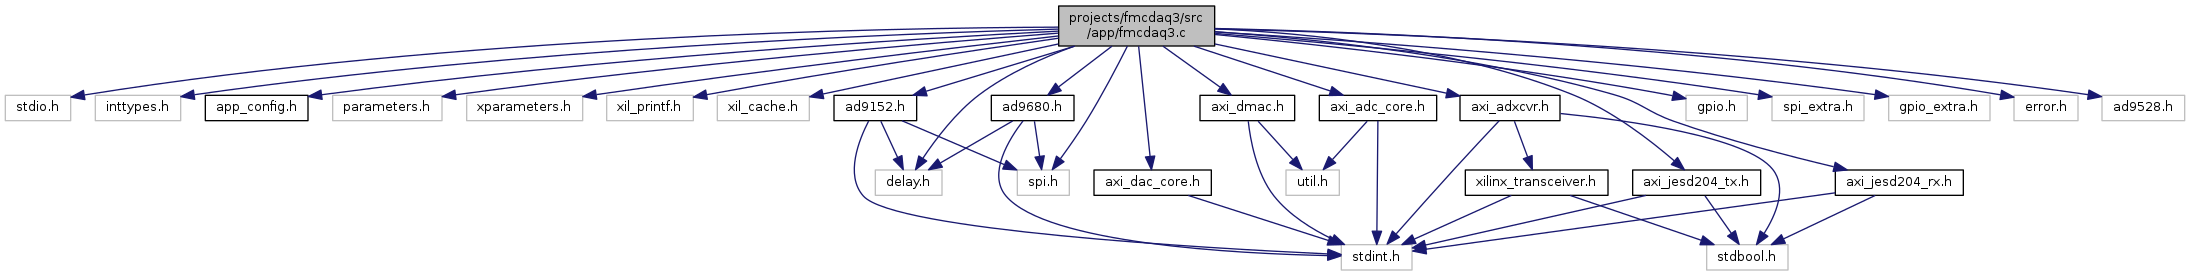 projects/fmcdaq3/src
/app/fmcdaq3.c
stdio.h
inttypes.h
app_config.h
parameters.h
xparameters.h
xil_printf.h
xil_cache.h
ad9152.h
ad9680.h
axi_dmac.h
axi_adc_core.h
axi_adxcvr.h
gpio.h
spi_extra.h
gpio_extra.h
error.h
ad9528.h
delay.h
spi.h
axi_dac_core.h
util.h
xilinx_transceiver.h
axi_jesd204_tx.h
axi_jesd204_rx.h
stdint.h
stdbool.h